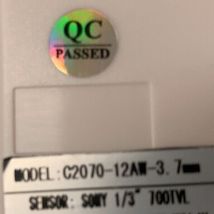 QC
PASSED
MODEL:C2070-12AW-3.7mm
SENSOR: SONY 1/3" 700TVL